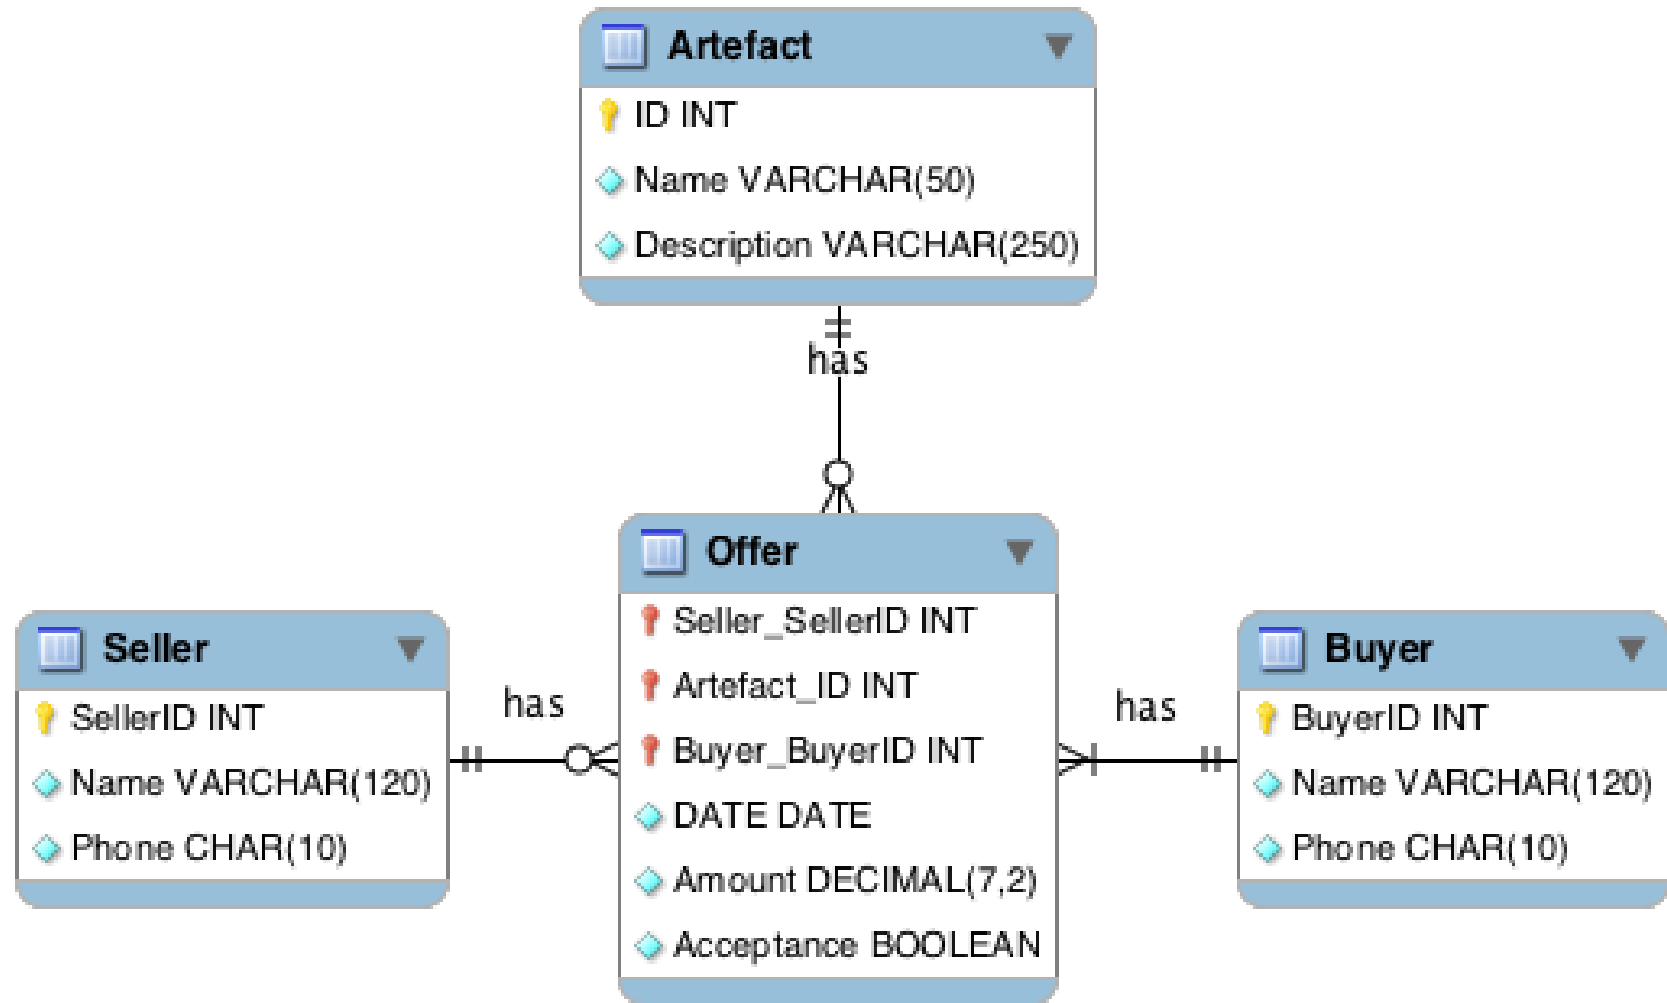 Artefact
ID INT
Name VARCHAR(50)
Description VARCHAR(250)
has
Offer
Seller_SellerID INT
Artefact_ID INT
Buyer_BuyerID INT
DATE DATE
Amount DECIMAL(7,2)
Acceptance BOOLEAN
Seller
SellerID INT
Name VARCHAR(120)
Phone CHAR(10)
has
has
Buyer
BuyerID INT
Name VARCHAR(120)
Phone CHAR(10)